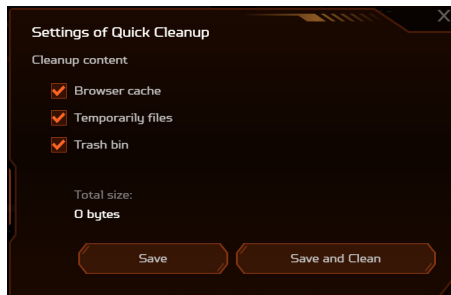 Settings of Quick Cleanup
Cleanup content
Browser cache
Temporarily files
Trash bin
Total size:
0 bytes
Save
Save and Clean